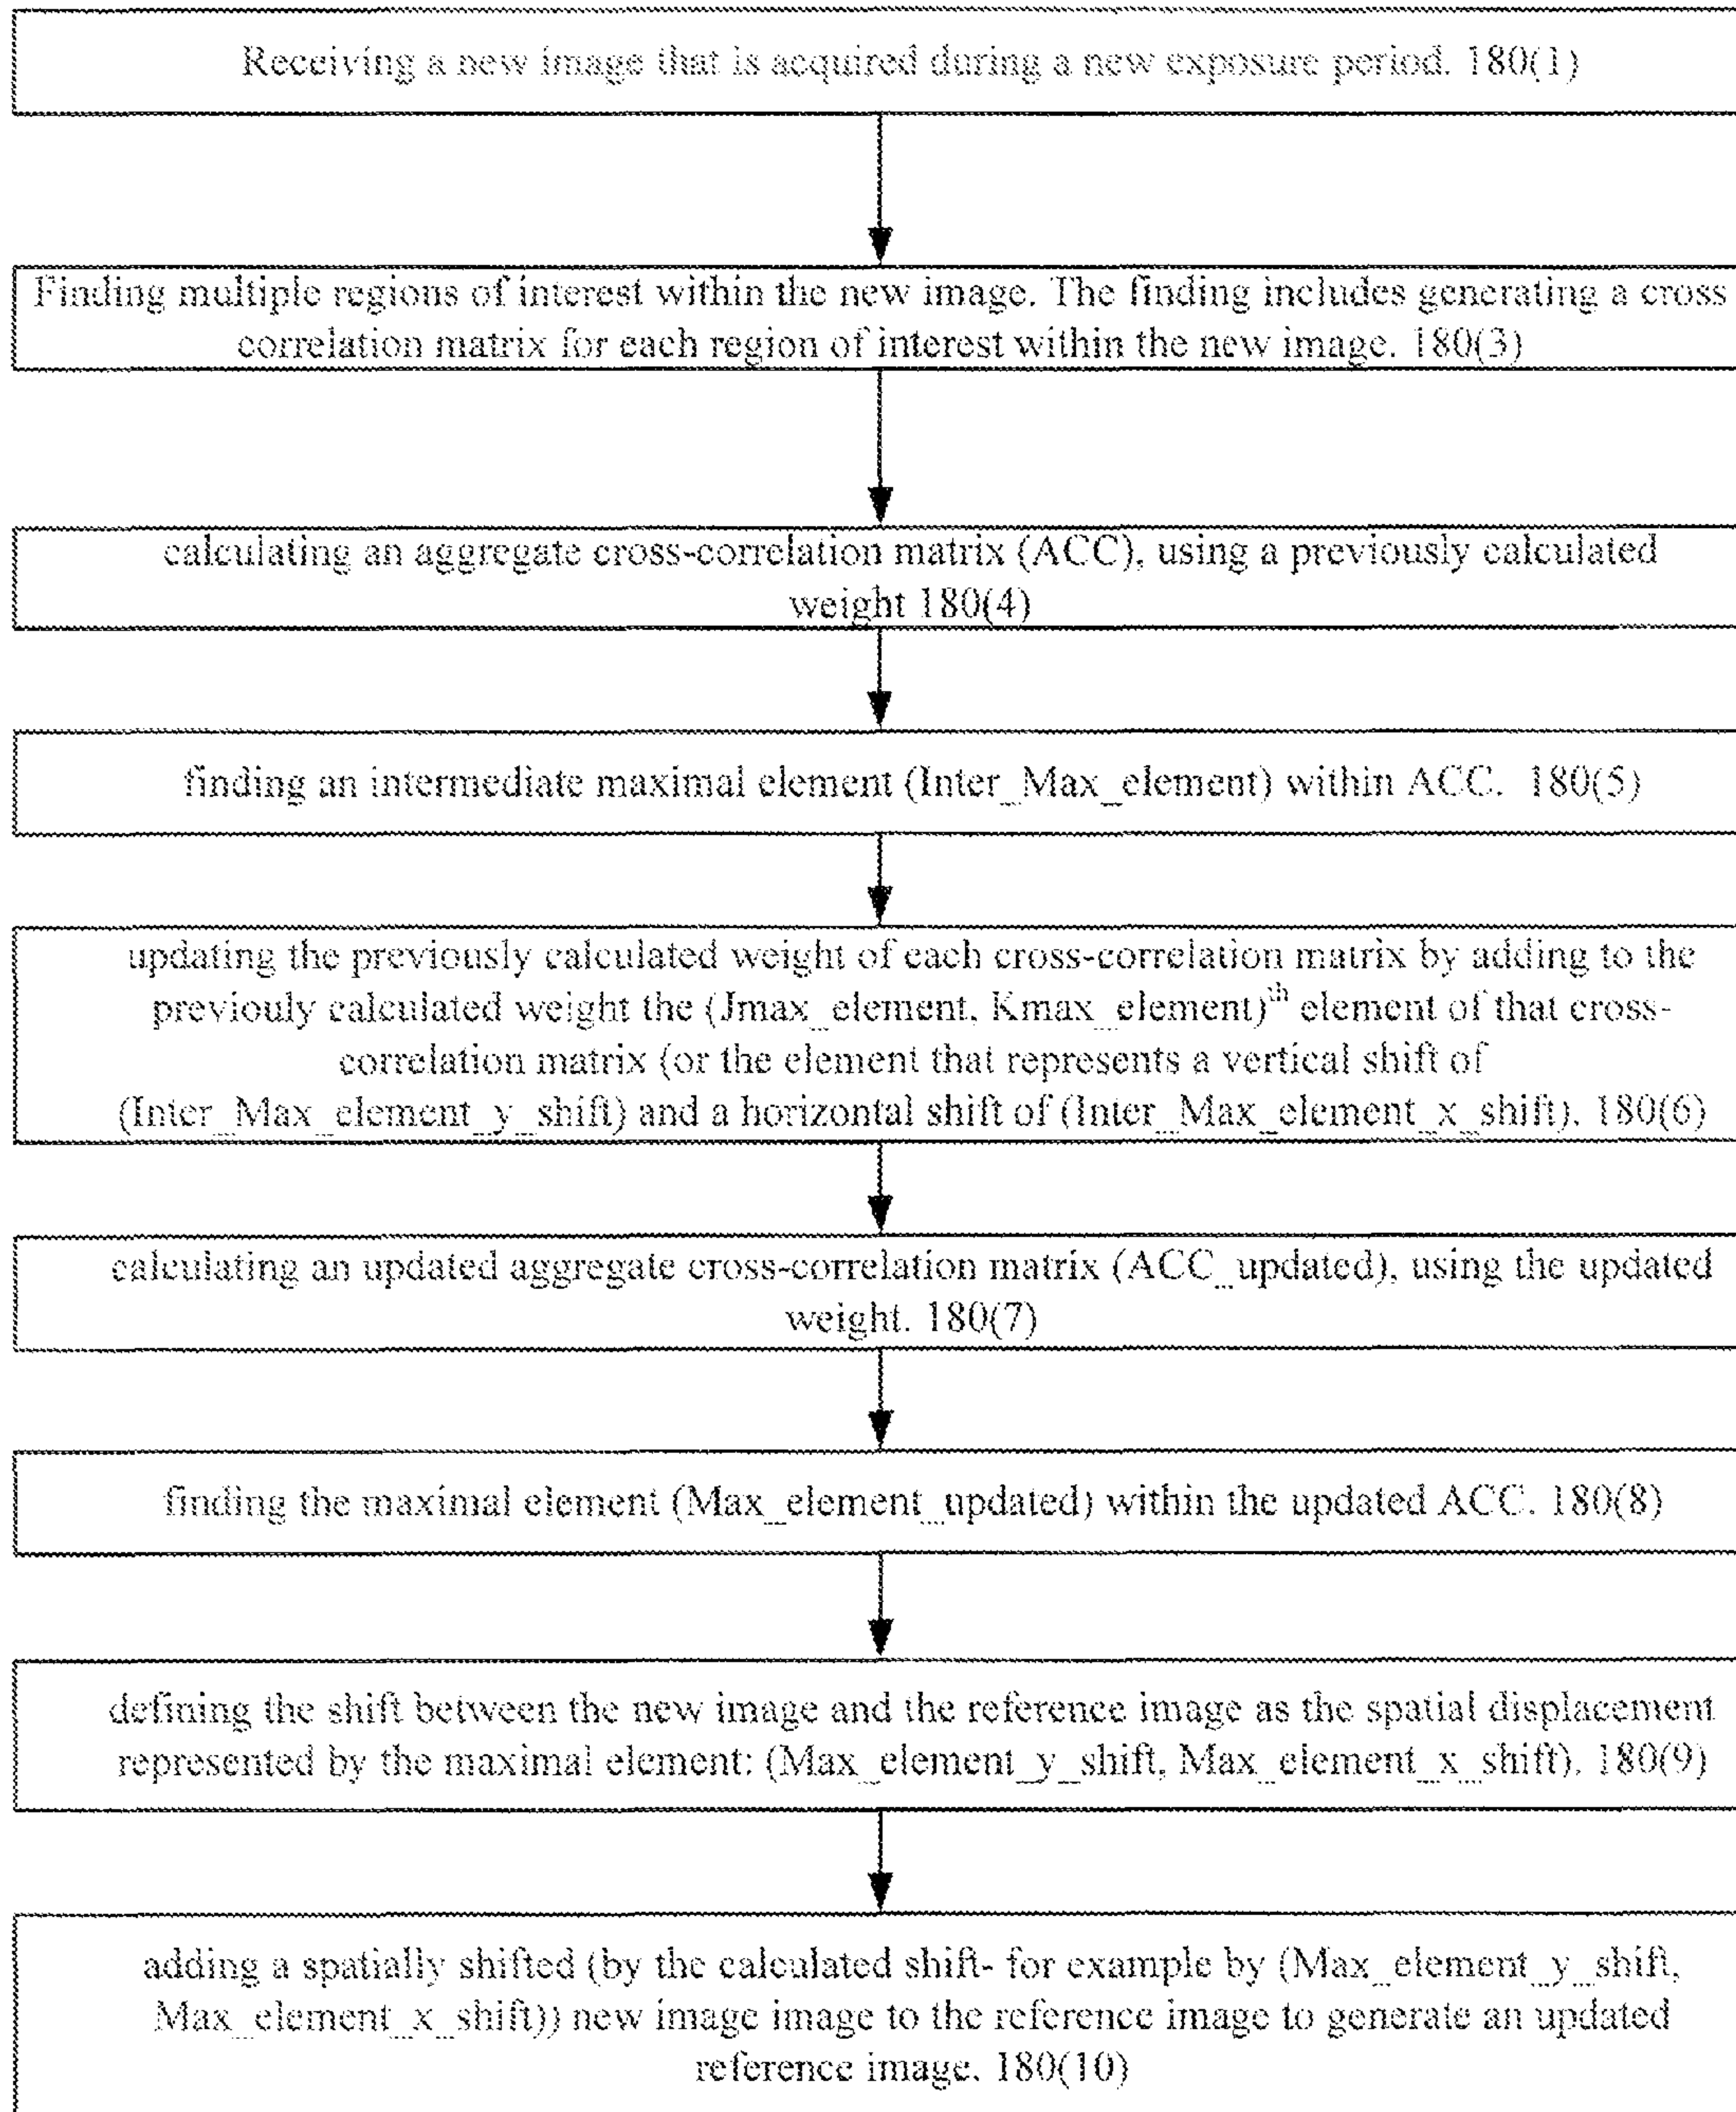 Receiving a new image that is acquired during a new exposure period. 180(1)
Finding multiple regions of interest within the new image. The finding includes generating a cross
correlation matrix for each region of interest within the new image. 180(3)
calculating an aggregate cross-correlation matrix (ACC), using a previously calculated
weight 180(4)
finding an intermediate maximal element (Inter_Max_element) within ACC. 180(5)
updating the previously calculated weight of each cross-correlation matrix by adding to the
previouly calculated weight the (Jmax_element, Kmax_element)th element of that cross-
correlation matrix (or the element that represents a vertical shift of
(Inter_Max_element_y_shift) and a horizontal shift of (Inter_Max_element_x_shift). 180(6)
calculating an updated aggregate cross-correlation matrix (ACC_updated), using the updated
weight. 180(7)
finding the maximal element (Max_element_updated) within the updated ACC. 180(8)
defining the shift between the new image and the reference image as the spatial displacement
represented by the maximal element: (Max_element_y_shift, Max_element_x_shift). 180(9)
adding a spatially shifted (by the calculated shift- for example by (Max_element_y_shift,
Max_element_x_shift)) new image image to the reference image to generate an updated
reference image. 180(10)